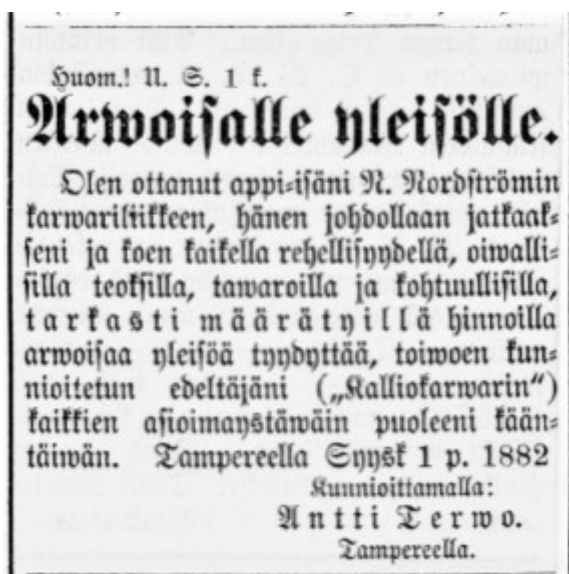 Huom.! U. S. 1 k.
Arwoisalle yleisölle.
Olen ottanut appi-isäni N. Nordströmin
karwariliikkeen, hänen johdollaan jatkaak-
seni ja koen kaikella rehellisyydellä, oiwalli-
silla teoksilla, tawaroilla ja kohtuullisilla,
tarkasti määrätyillä hinnoilla
arwoisaa yleisöä tyydyttää, toiwoen kun-
nioitetun edeltäjäni („Kalliokarwarin“)
kaikkien asioimaystäwäin puoleeni kään-
täiwän. Tampereella Syysk 1 p. 1882
Kunnioittamalla:
Antti Terwo.
Tampereella.